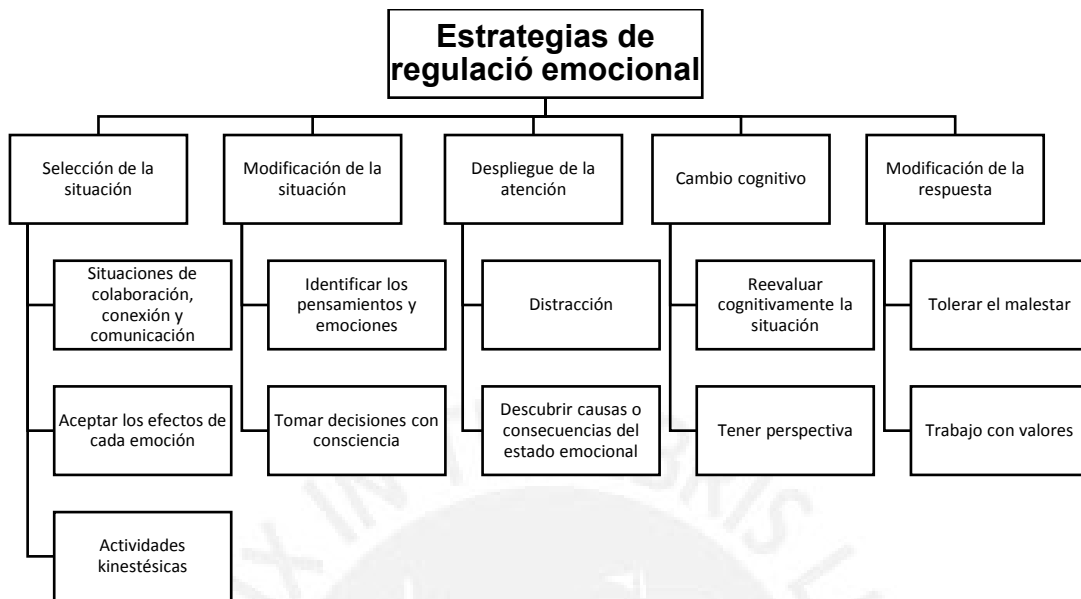 Estrategias de
regulació emocional
Selección de la
situación
Modificación de la
situación
Despliegue de la
atención
Cambio cognitivo
Modificación de la
respuesta
Situaciones de
colaboración,
conexión y
comunicación
Aceptar los efectos de
cada emoción
Actividades
kinestésicas
Identificar los
pensamientos y
emociones
Tomar decisiones con
consciencia
Distracción
Descubrir causas o
consecuencias del
estado emocional
Reevaluar
cognitivamente la
situación
Tener perspectiva
Tolerar el malestar
Trabajo con valores